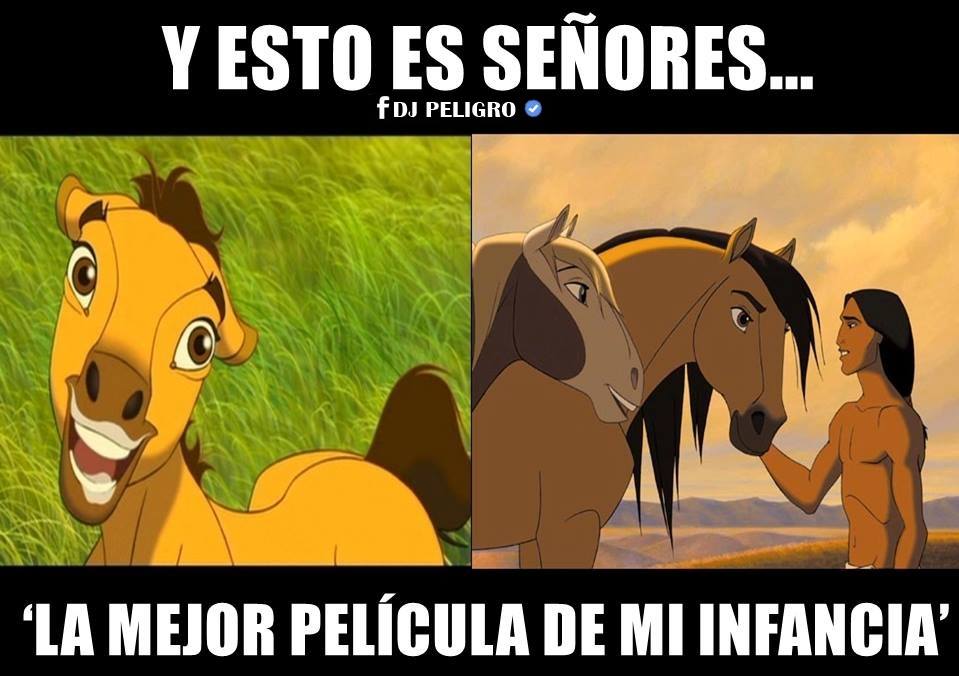 Y ESTO ES SEÑORES...
f DJ PELIGRO
‘LA MEJOR PELÍCULA DE MI INFANCIA’